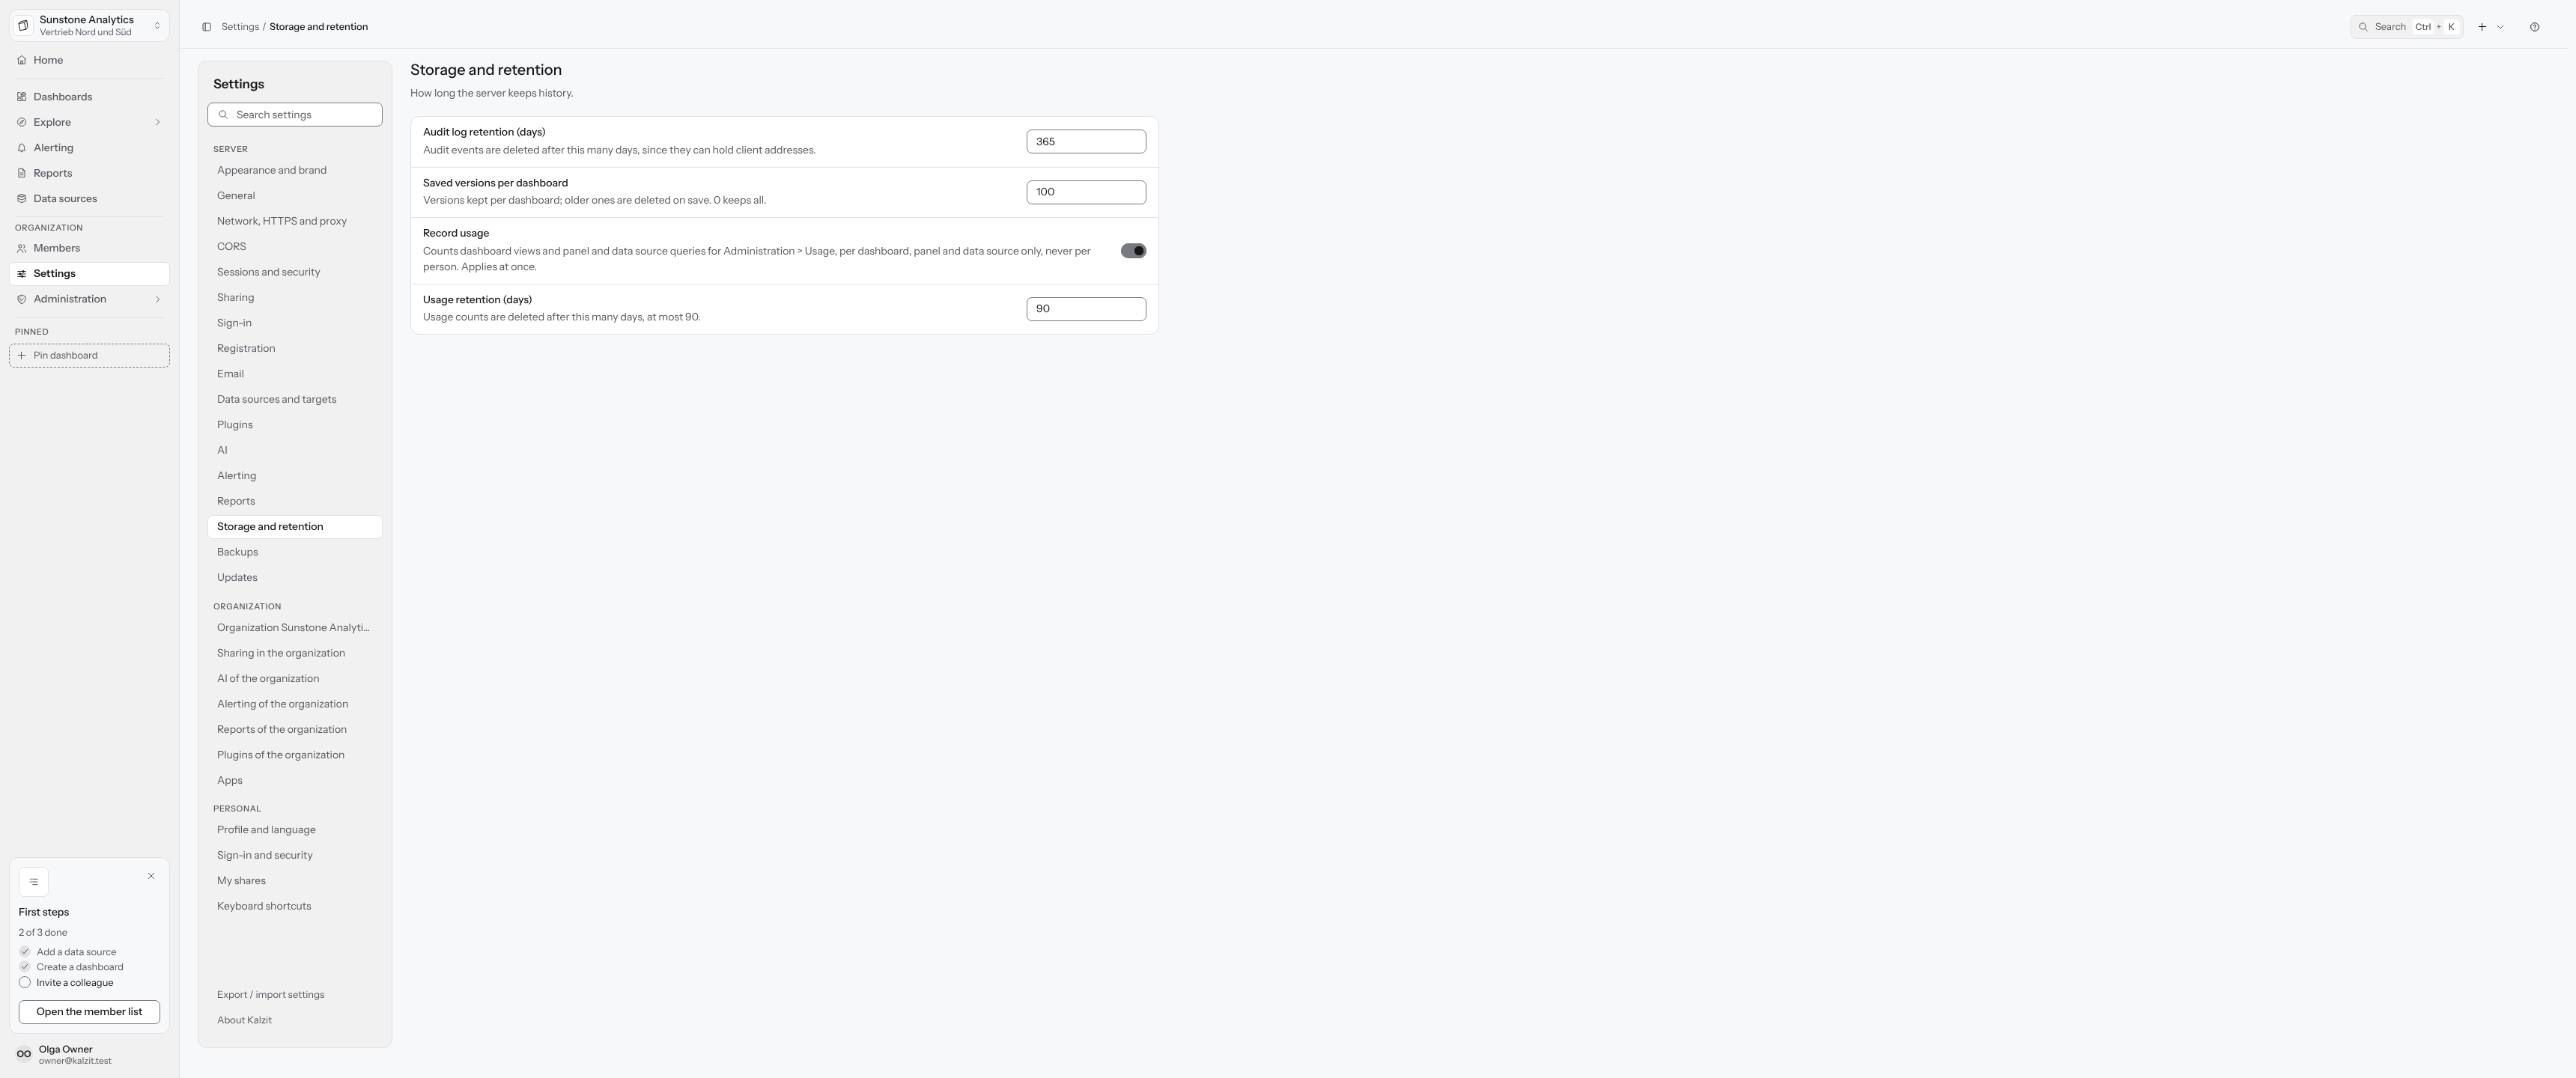 Sunstone Analytics
Vertrieb Nord und Süd
Home
Dashboards
Explore
Alerting
Reports
Data sources
ORGANIZATION
Members
Settings
Administration
PINNED
Pin dashboard
First steps
2 of 3 done
Add a data source
Create a dashboard
Invite a colleague
Open the member list
OO
Olga Owner
owner@kalzit.test
Settings / Storage and retention
Search Ctrl + K
Settings
Search settings
SERVER
Appearance and brand
General
Network, HTTPS and proxy
CORS
Sessions and security
Sharing
Sign-in
Registration
Email
Data sources and targets
Plugins
AI
Alerting
Reports
Storage and retention
Backups
Updates
ORGANIZATION
Organization Sunstone Analyti...
Sharing in the organization
AI of the organization
Alerting of the organization
Reports of the organization
Plugins of the organization
Apps
PERSONAL
Profile and language
Sign-in and security
My shares
Keyboard shortcuts
Export / import settings
About Kalzit
Storage and retention
How long the server keeps history.
Audit log retention (days)
Audit events are deleted after this many days, since they can hold client addresses.
365
Saved versions per dashboard
Versions kept per dashboard; older ones are deleted on save. 0 keeps all.
100
Record usage
Counts dashboard views and panel and data source queries for Administration > Usage, per dashboard, panel and data source only, never per
person. Applies at once.
Usage retention (days)
Usage counts are deleted after this many days, at most 90.
90